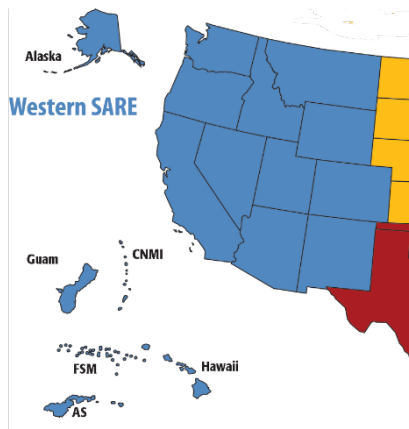 Alaska
Western SARE
CNMI
Guam
FSM
Hawaii
AS